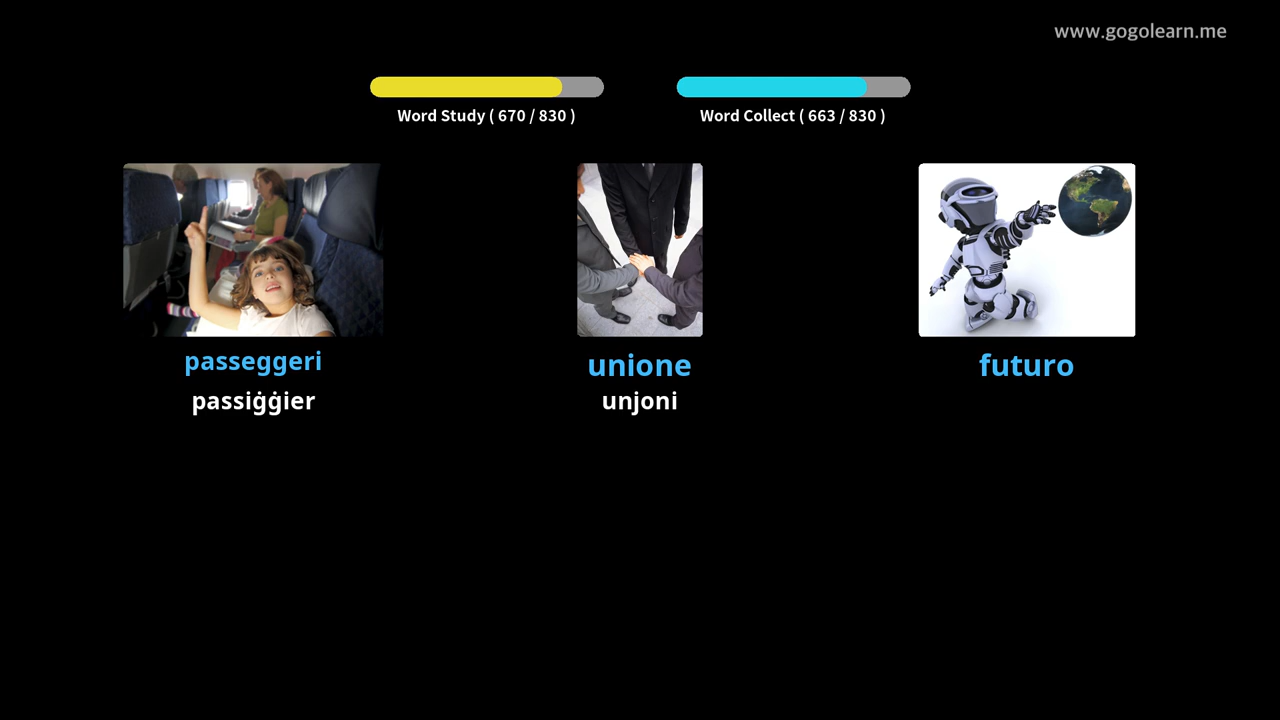 www.gogolearn.me
Word Study ( 670 / 830 )
Word Collect ( 663 / 830 )
passeggeri
passiġġier
unione
unjoni
futuro